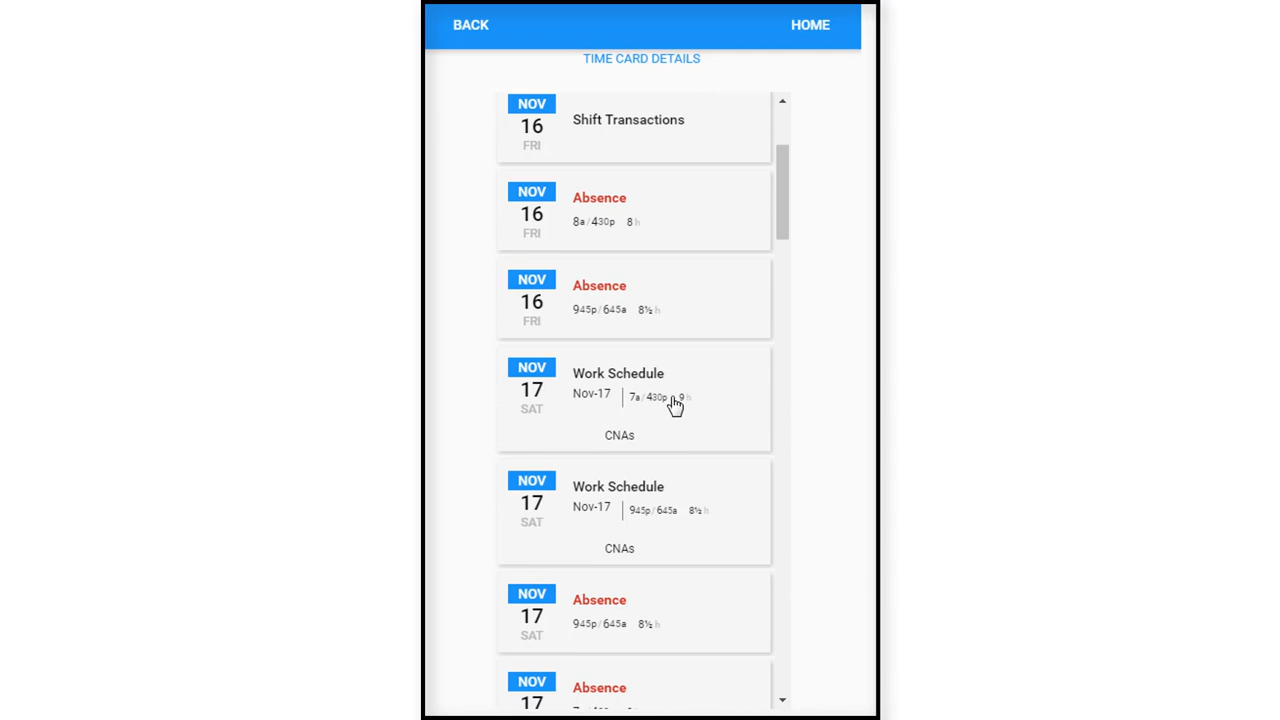 BACK HOME
TIME CARD DETAILS
NOV
16
FRI
Shift Transactions
NOV
16
FRI
Absence
8a/430p 8 h
NOV
16
FRI
Absence
945p/645a 8½ h
NOV
17
SAT
Work Schedule
Nov-17 7a/430p 9 h
CNAs
NOV
17
SAT
Work Schedule
Nov-17 945p/645a 8½ h
CNAs
NOV
17
SAT
Absence
945p/645a 8½ h
NOV
17
Absence